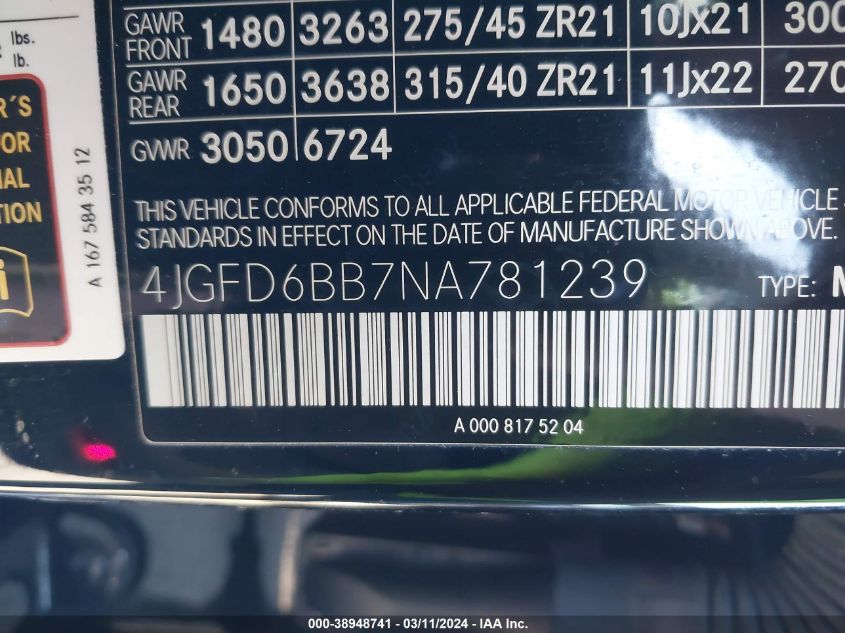 lbs.
lb.
R´S
OR
AL
TION
A 167 584 35 12
GAWR FRONT 1480 3263 275/45 ZR21 10Jx21 300
GAWR REAR 1650 3638 315/40 ZR21 11Jx22 270
GVWR 3050 6724
THIS VEHICLE CONFORMS TO ALL APPLICABLE FEDERAL MOTOR VEHICLE
STANDARDS IN EFFECT ON THE DATE OF MANUFACTURE SHOWN ABOVE.
4JGFD6BB7NA781239 TYPE:
A 000 817 52 04
000-38948741 - 03/11/2024 - IAA Inc.